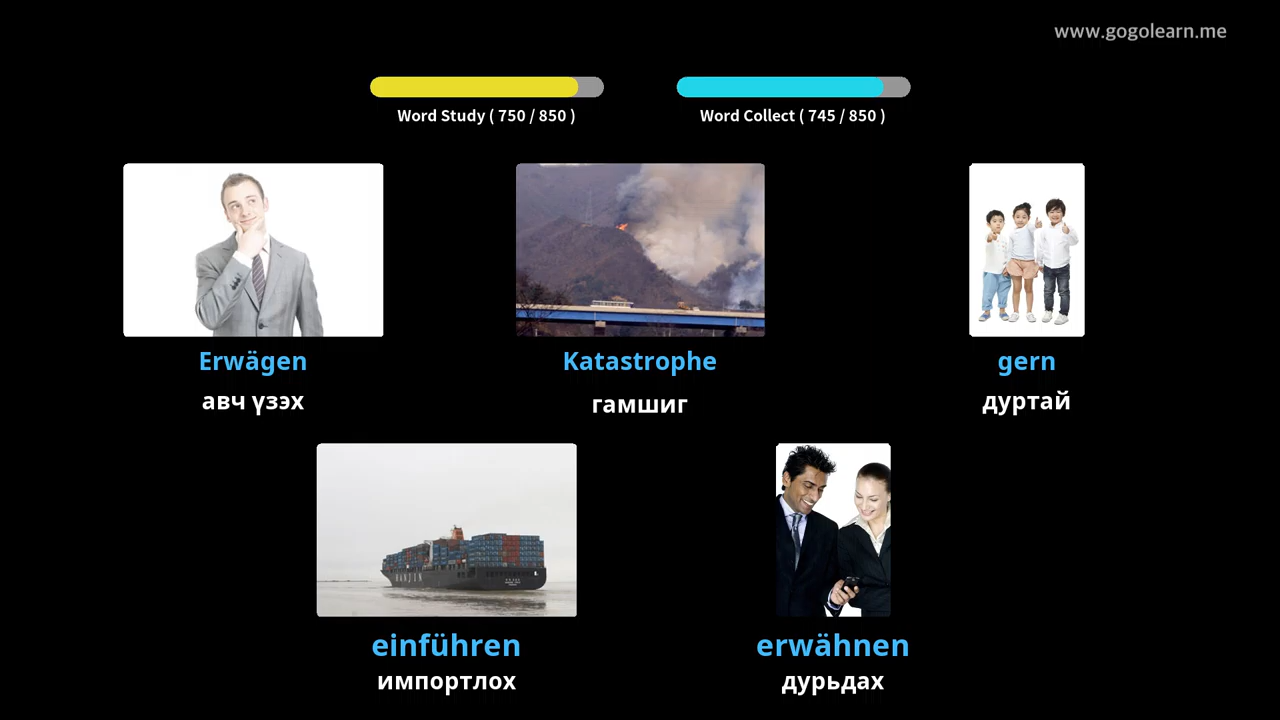 www.gogolearn.me
Word Study ( 750 / 850 )
Word Collect ( 745 / 850 )
Erwägen
авч үзэх
Katastrophe
гамшиг
gern
дуртай
HANJIN
einführen
импортлох
erwähnen
дурьдах